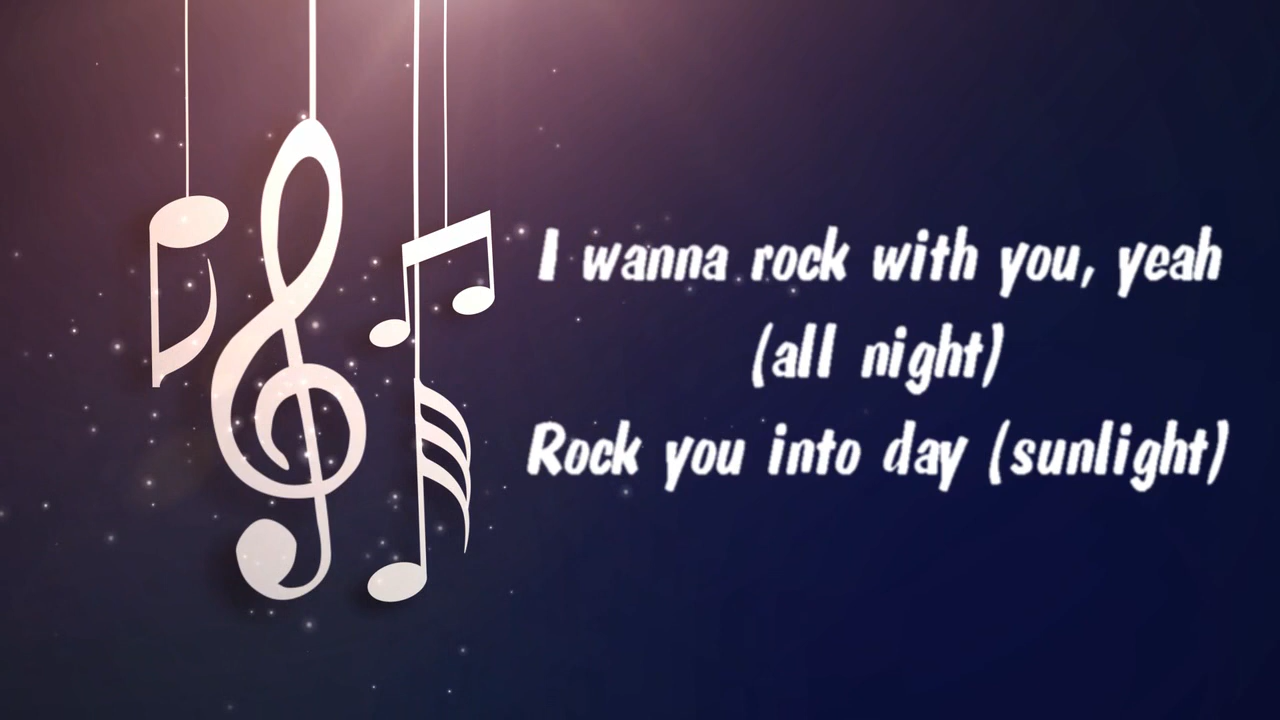 I wanna rock with you, yeah
(all night)
Rock you into day (sunlight)